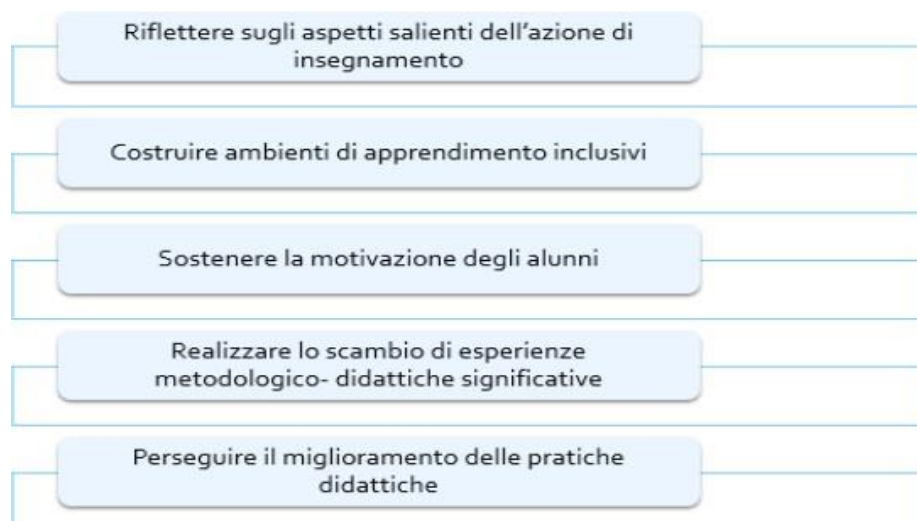 Riflettere sugli aspetti salienti dell'azione di
insegnamento
Costruire ambienti di apprendimento inclusivi
Sostenere la motivazione degli alunni
Realizzare lo scambio di esperienze
metodologico- didattiche significative
Perseguire il miglioramento delle pratiche
didattiche